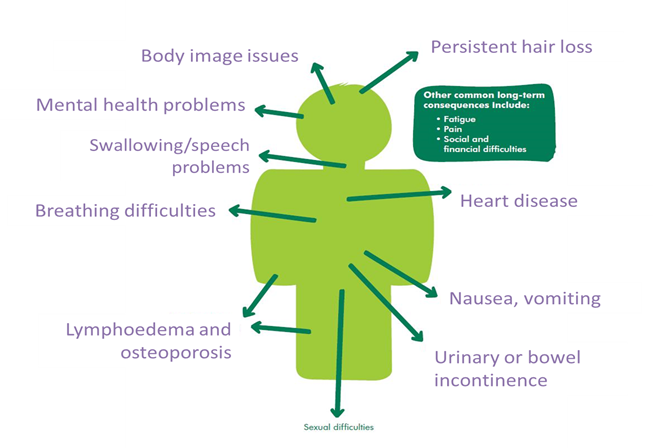 Body image issues
Persistent hair loss
Mental health problems
Other common long-term
consequences Include:
• Fatigue
• Pain
• Social and
financial difficulties
Swallowing/speech
problems
Breathing difficulties
Heart disease
Nausea, vomiting
Lymphoedema and
osteoporosis
Urinary or bowel
incontinence
Sexual difficulties